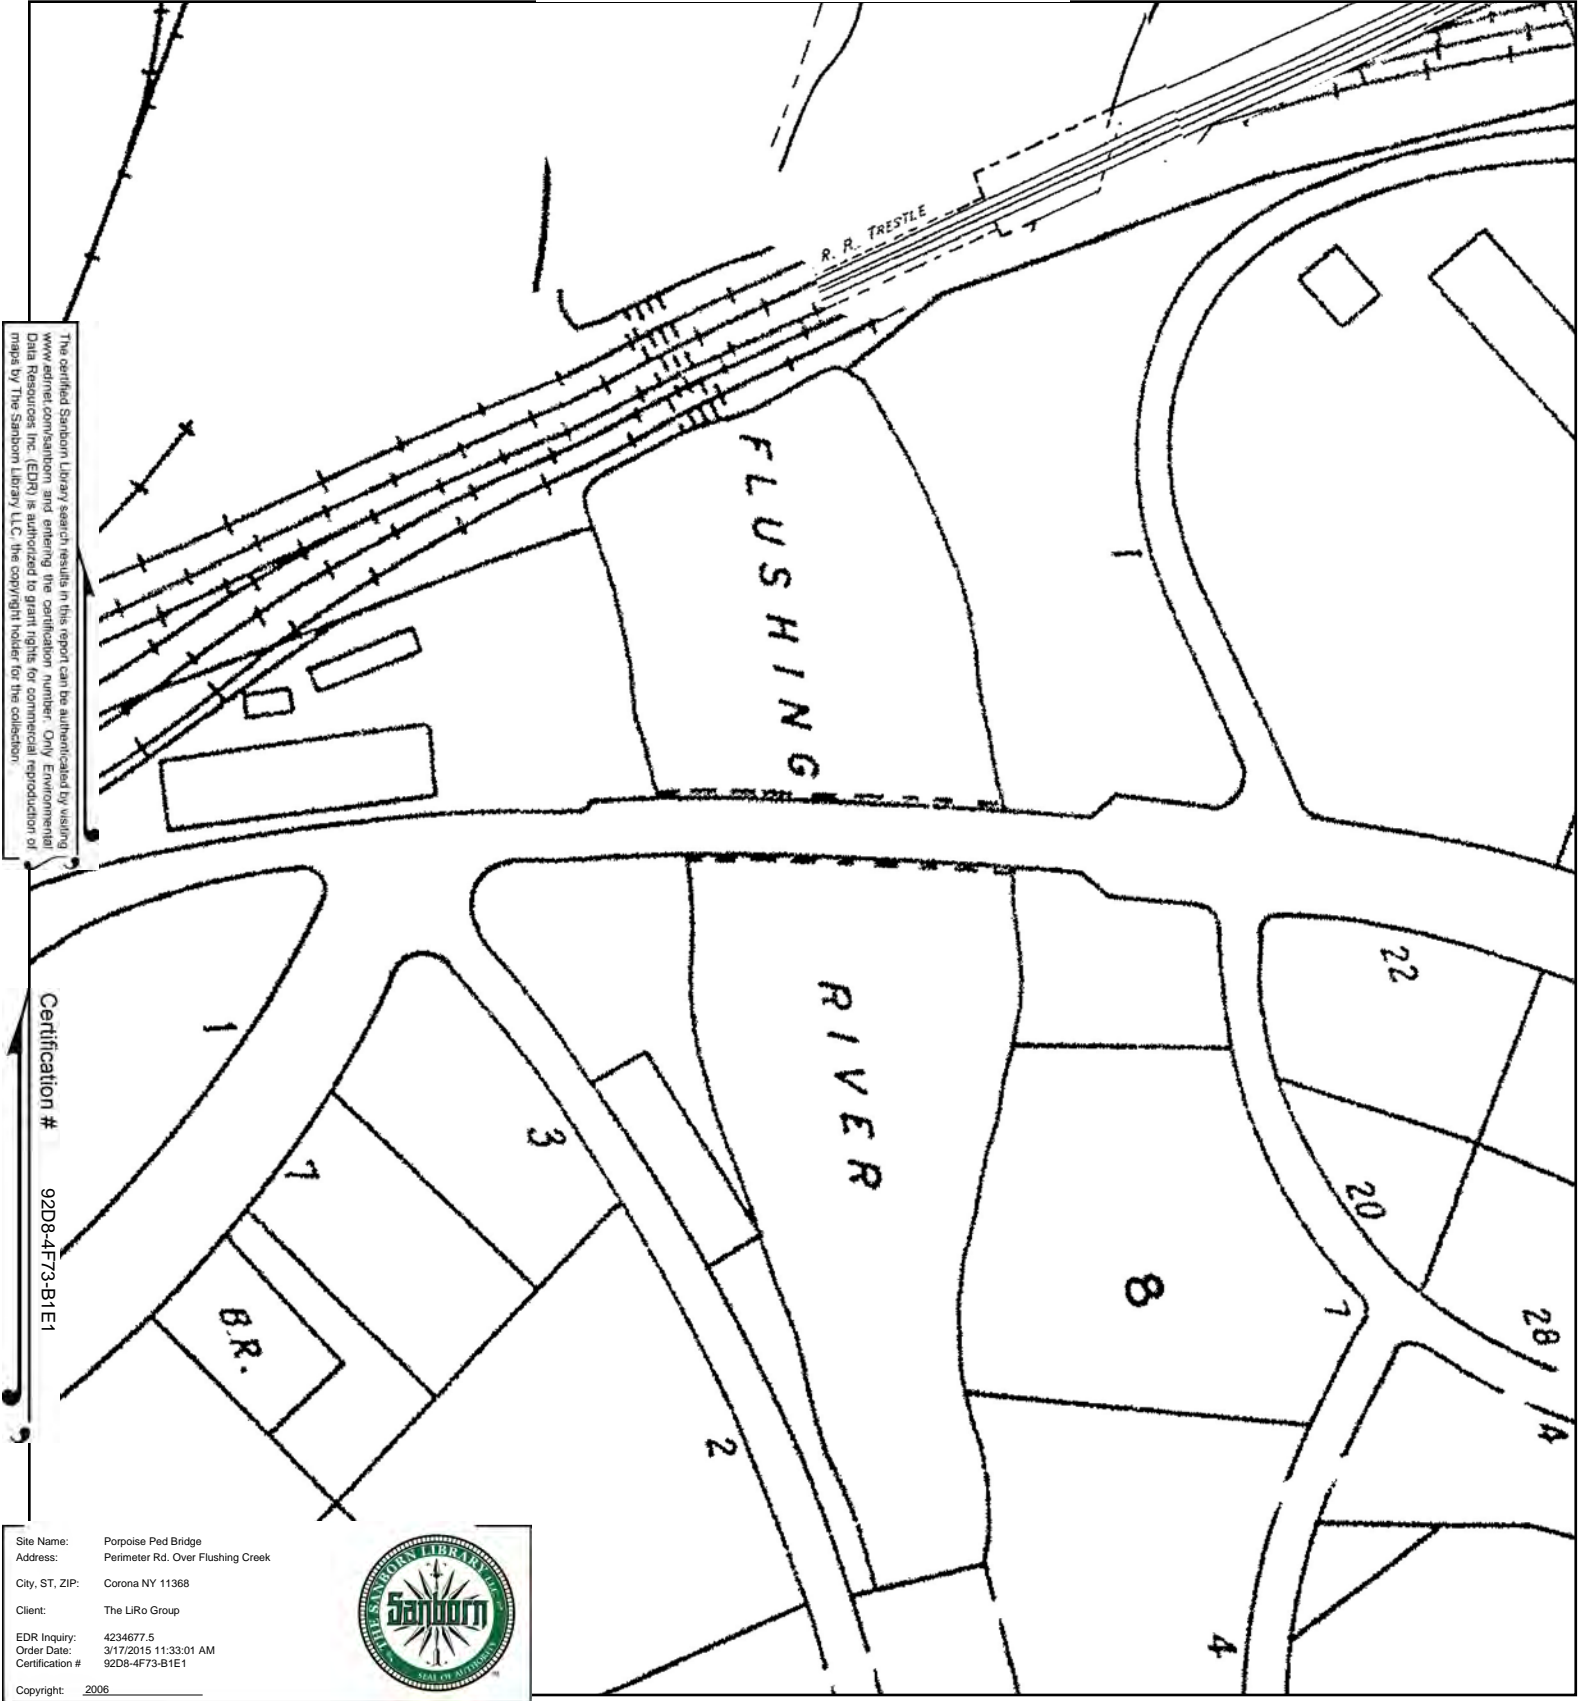 R. R. TRESTLE
FLUSHING
RIVER
1
1
7
3
2
B.R.
8
22
20
7
28
4
The certified Sanborn Library search results in this report can be authenticated by visiting
www.edrnet.com/sanborn and entering the certification number. Only Environmental
Data Resources Inc. (EDR) is authorized to grant rights for commercial reproduction of
maps by The Sanborn Library LLC, the copyright holder for the collection.
Certification # 92D8-4F73-B1E1
Site Name: Porpoise Ped Bridge
Address: Perimeter Rd. Over Flushing Creek
City, ST, ZIP: Corona NY 11368
Client: The LiRo Group
EDR Inquiry: 4234677.5
Order Date: 3/17/2015 11:33:01 AM
Certification # 92D8-4F73-B1E1
Copyright: 2006
THE SANBORN LIBRARY, LLC
Sanborn
SEAL OF AUTHORITY